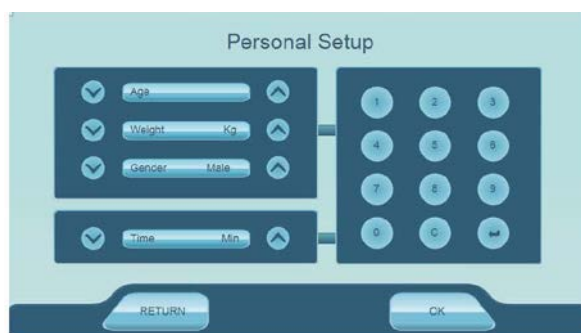 Personal Setup
Age
Weight Kg
Gender Male
Time Min
1 2 3
4 5 6
7 8 9
0 C
RETURN
OK